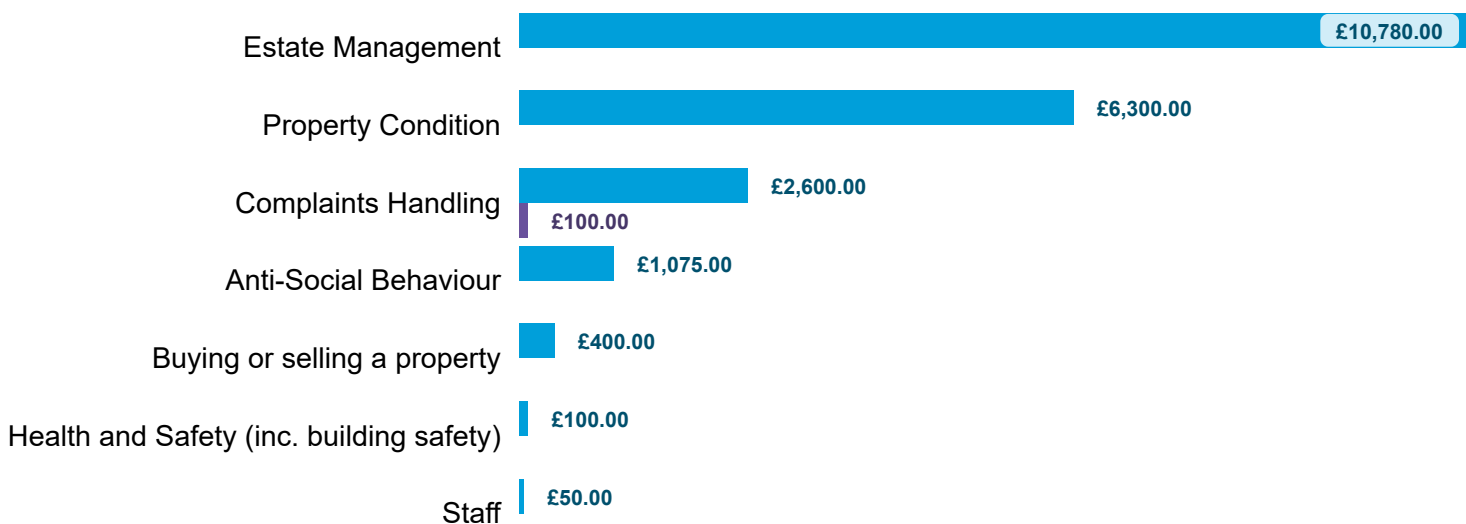 Estate Management £10,780.00
Property Condition £6,300.00
Complaints Handling £2,600.00
£100.00
Anti-Social Behaviour £1,075.00
Buying or selling a property £400.00
Health and Safety (inc. building safety) £100.00
Staff £50.00